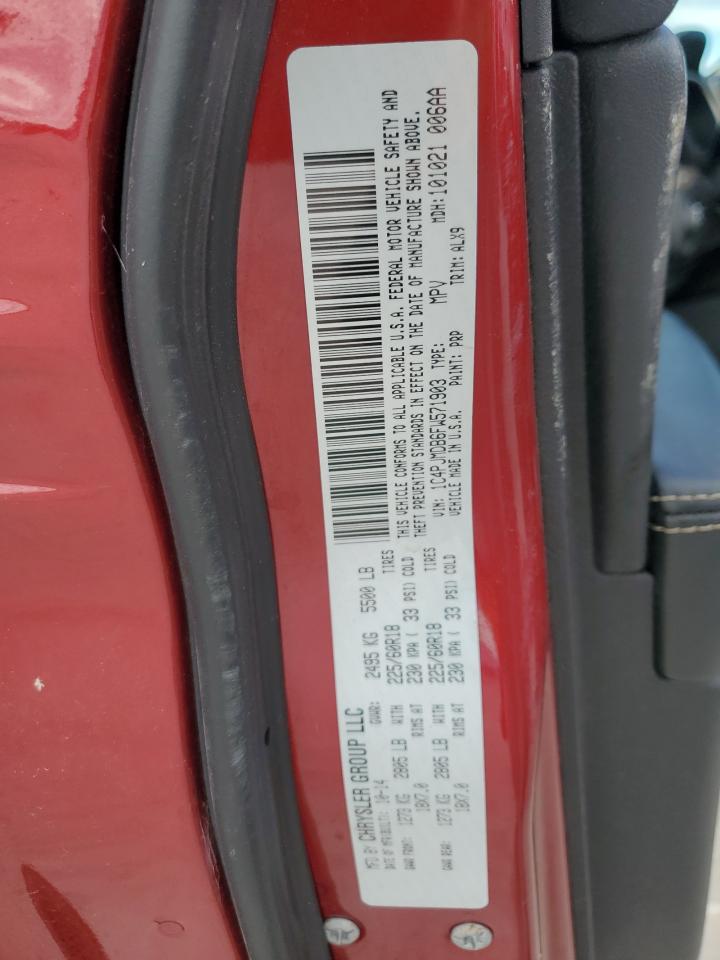 MFD BY CHRYSLER GROUP LLC
DATE OF MFR(BUILT): 10-14 GVWR: 2495 KG 5500 LB
GAWR FRONT: 1273 KG 2805 LB WITH 225/60R18 TIRES
18X7.0 RIMS AT 230 KPA ( 33 PSI) COLD
GAWR REAR: 1273 KG 2805 LB WITH 225/60R18 TIRES
18X7.0 RIMS AT 230 KPA ( 33 PSI) COLD
THIS VEHICLE CONFORMS TO ALL APPLICABLE U.S.A. FEDERAL MOTOR VEHICLE SAFETY AND
THEFT PREVENTION STANDARDS IN EFFECT ON THE DATE OF MANUFACTURE SHOWN ABOVE.
VIN: 1C4PJMDB6FW571903 TYPE: MPV MDH:101021 006AA
VEHICLE MADE IN U.S.A. PAINT: PRP TRIM: ALX9